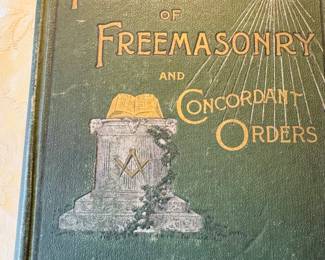 OF
FREEMASONRY
AND
CONCORDANT
ORDERS